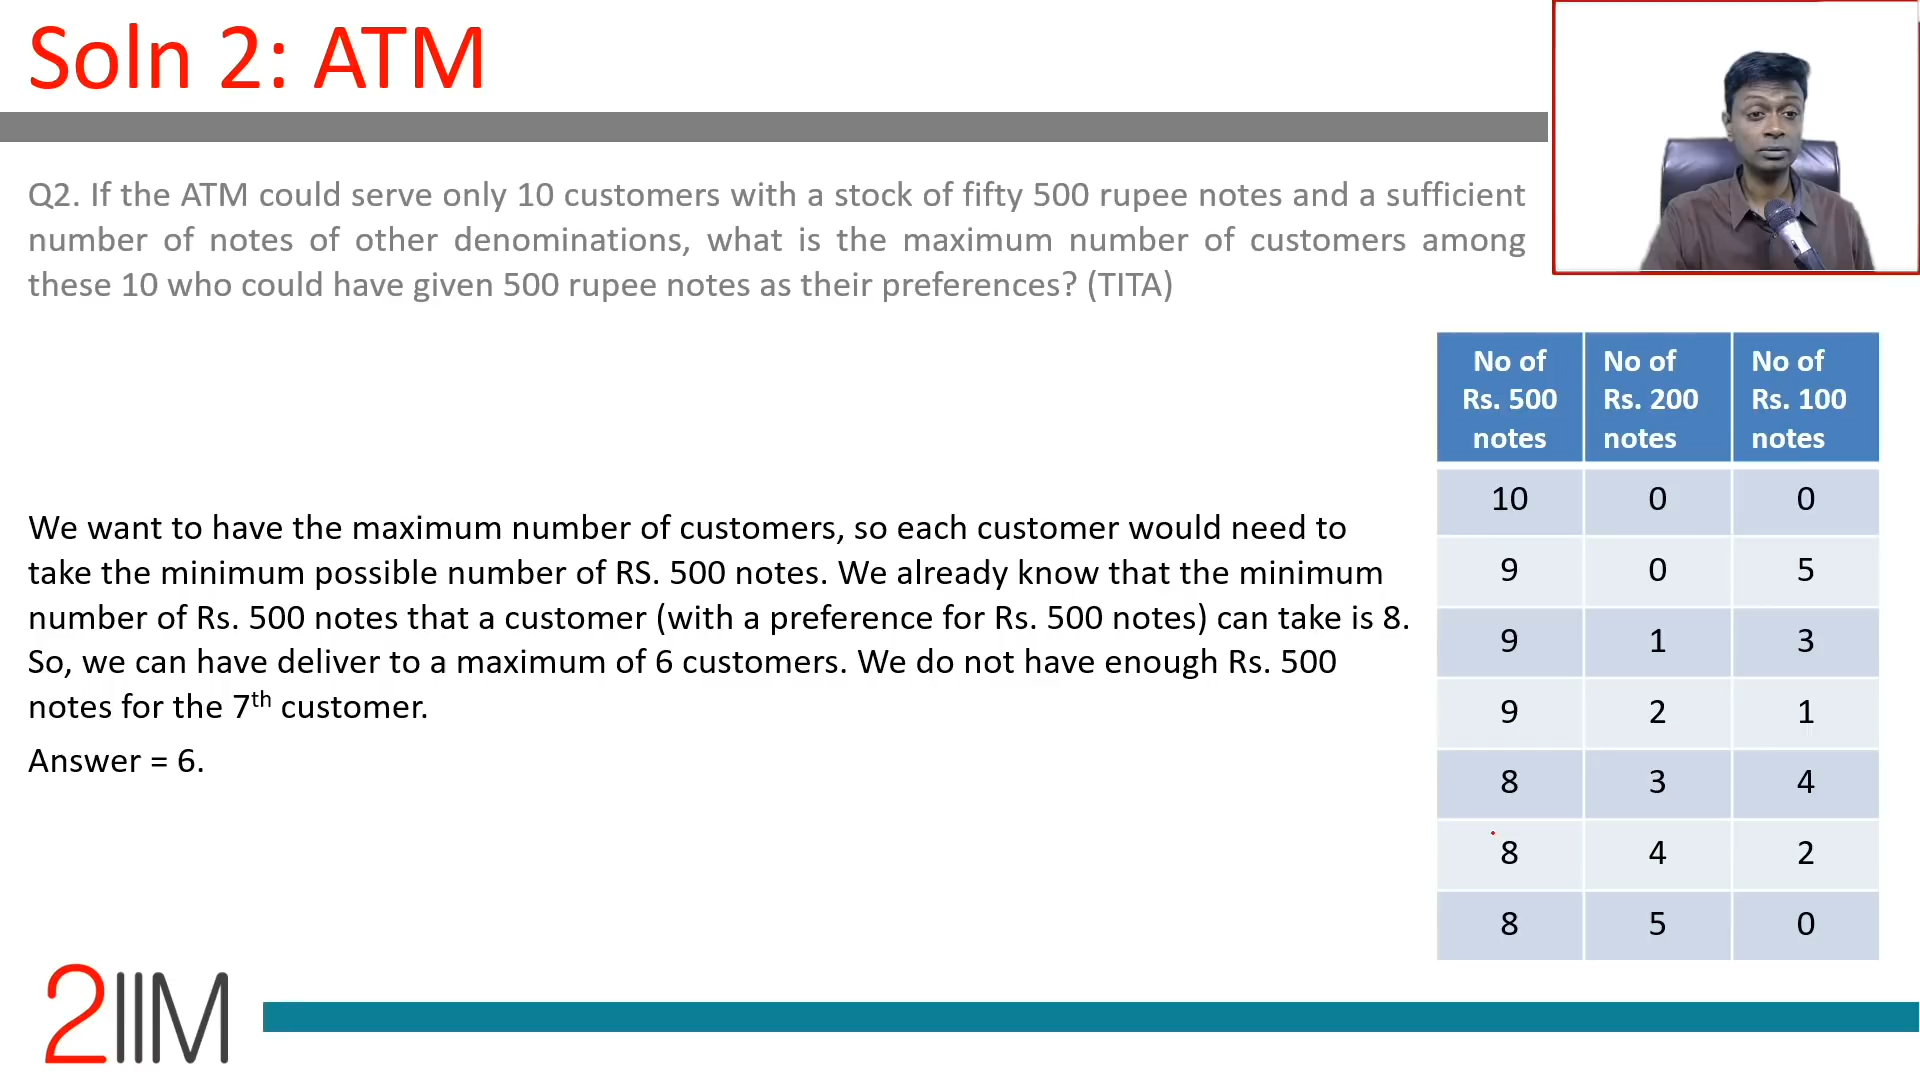 Soln 2: ATM
Q2. If the ATM could serve only 10 customers with a stock of fifty 500 rupee notes and a sufficient
number of notes of other denominations, what is the maximum number of customers among
these 10 who could have given 500 rupee notes as their preferences? (TITA)
We want to have the maximum number of customers, so each customer would need to
take the minimum possible number of RS. 500 notes. We already know that the minimum
number of Rs. 500 notes that a customer (with a preference for Rs. 500 notes) can take is 8.
So, we can have deliver to a maximum of 6 customers. We do not have enough Rs. 500
notes for the 7th customer.
Answer = 6.
No of Rs. 500 notes No of Rs. 200 notes No of Rs. 100 notes
10 0 0
9 0 5
9 1 3
9 2 1
8 3 4
8 4 2
8 5 0
2IIM